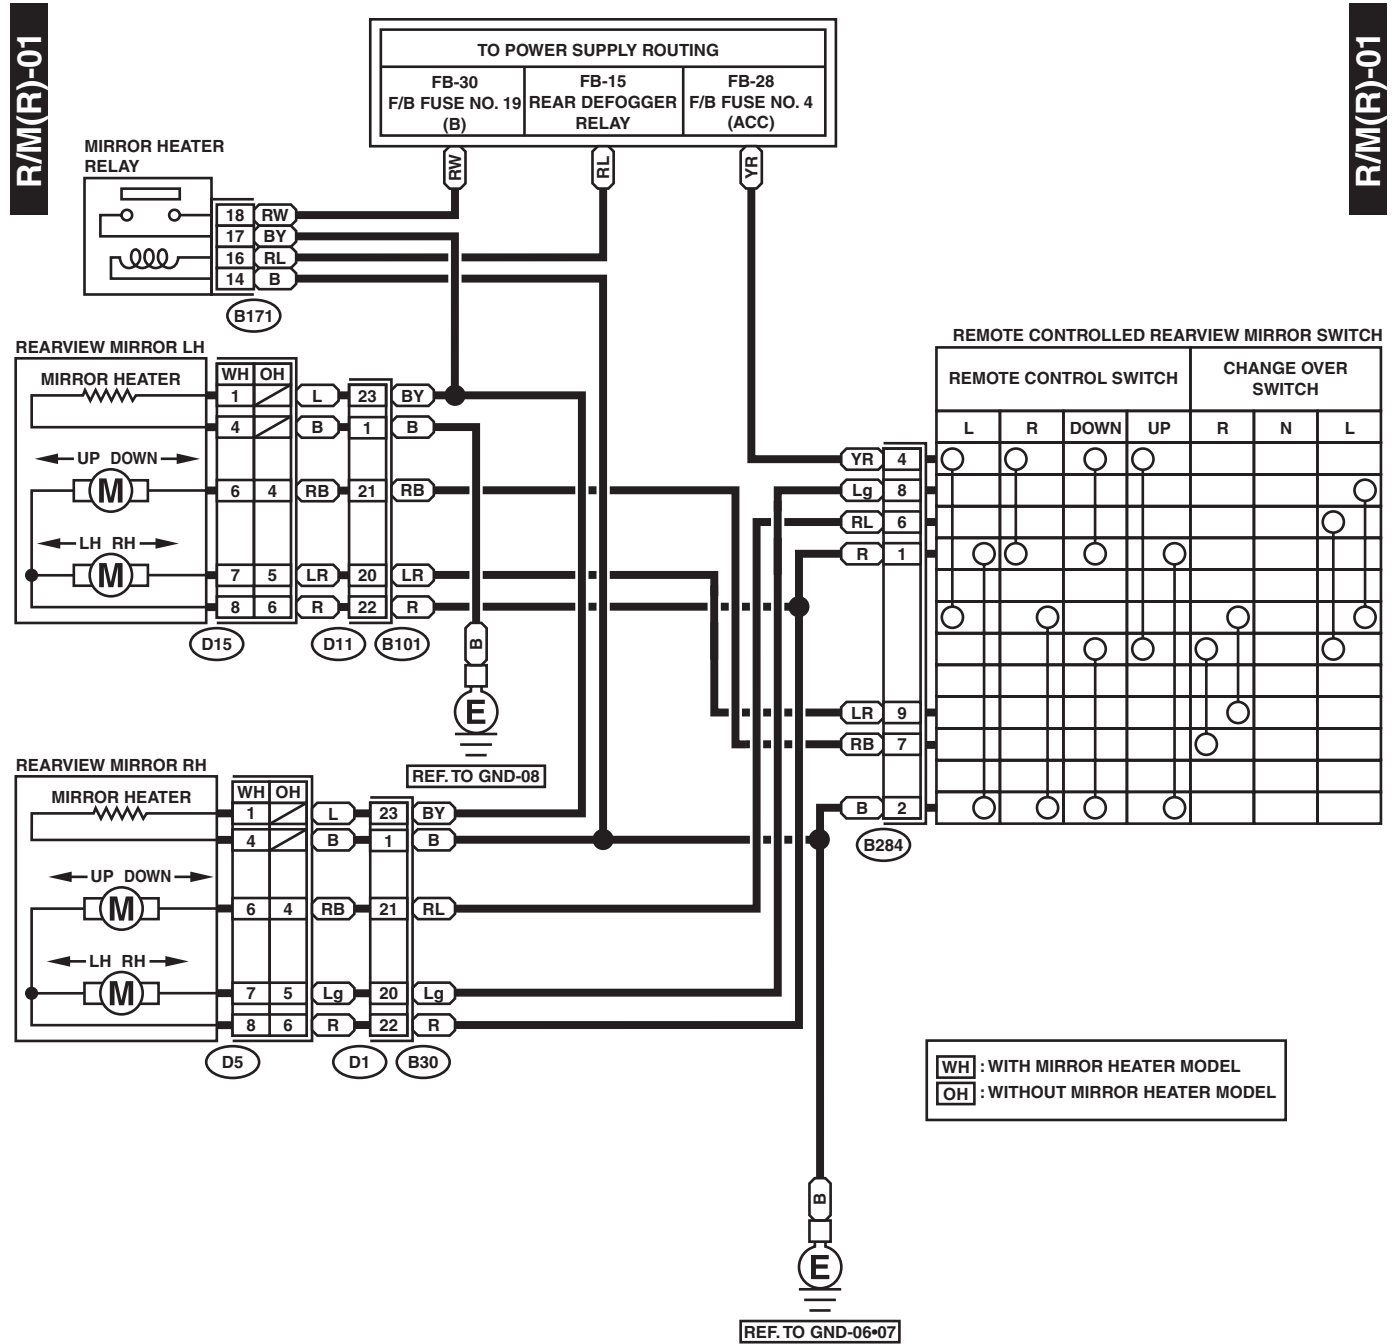 R/M(R)-01
R/M(R)-01
TO POWER SUPPLY ROUTING
FB-30
F/B FUSE NO. 19
(B)
FB-15
REAR DEFOGGER
RELAY
FB-28
F/B FUSE NO. 4
(ACC)
RW
RL
YR
MIRROR HEATER
RELAY
18 RW
17 BY
16 RL
14 B
B171
REARVIEW MIRROR LH
MIRROR HEATER
WH OH
1 L 23 BY
4 B 1 B
UP DOWN
M 6 4 RB 21 RB
LH RH
M 7 5 LR 20 LR
8 6 R 22 R
D15 D11 B101
B
E
REF. TO GND-08
REMOTE CONTROLLED REARVIEW MIRROR SWITCH
REMOTE CONTROL SWITCH
CHANGE OVER
SWITCH
L R DOWN UP R N L
YR 4
Lg 8
RL 6
R 1
LR 9
RB 7
B 2
B284
REARVIEW MIRROR RH
MIRROR HEATER
WH OH
1 L 23 BY
4 B 1 B
UP DOWN
M 6 4 RB 21 RL
LH RH
M 7 5 Lg 20 Lg
8 6 R 22 R
D5 D1 B30
WH : WITH MIRROR HEATER MODEL
OH : WITHOUT MIRROR HEATER MODEL
B
E
REF. TO GND-06•07